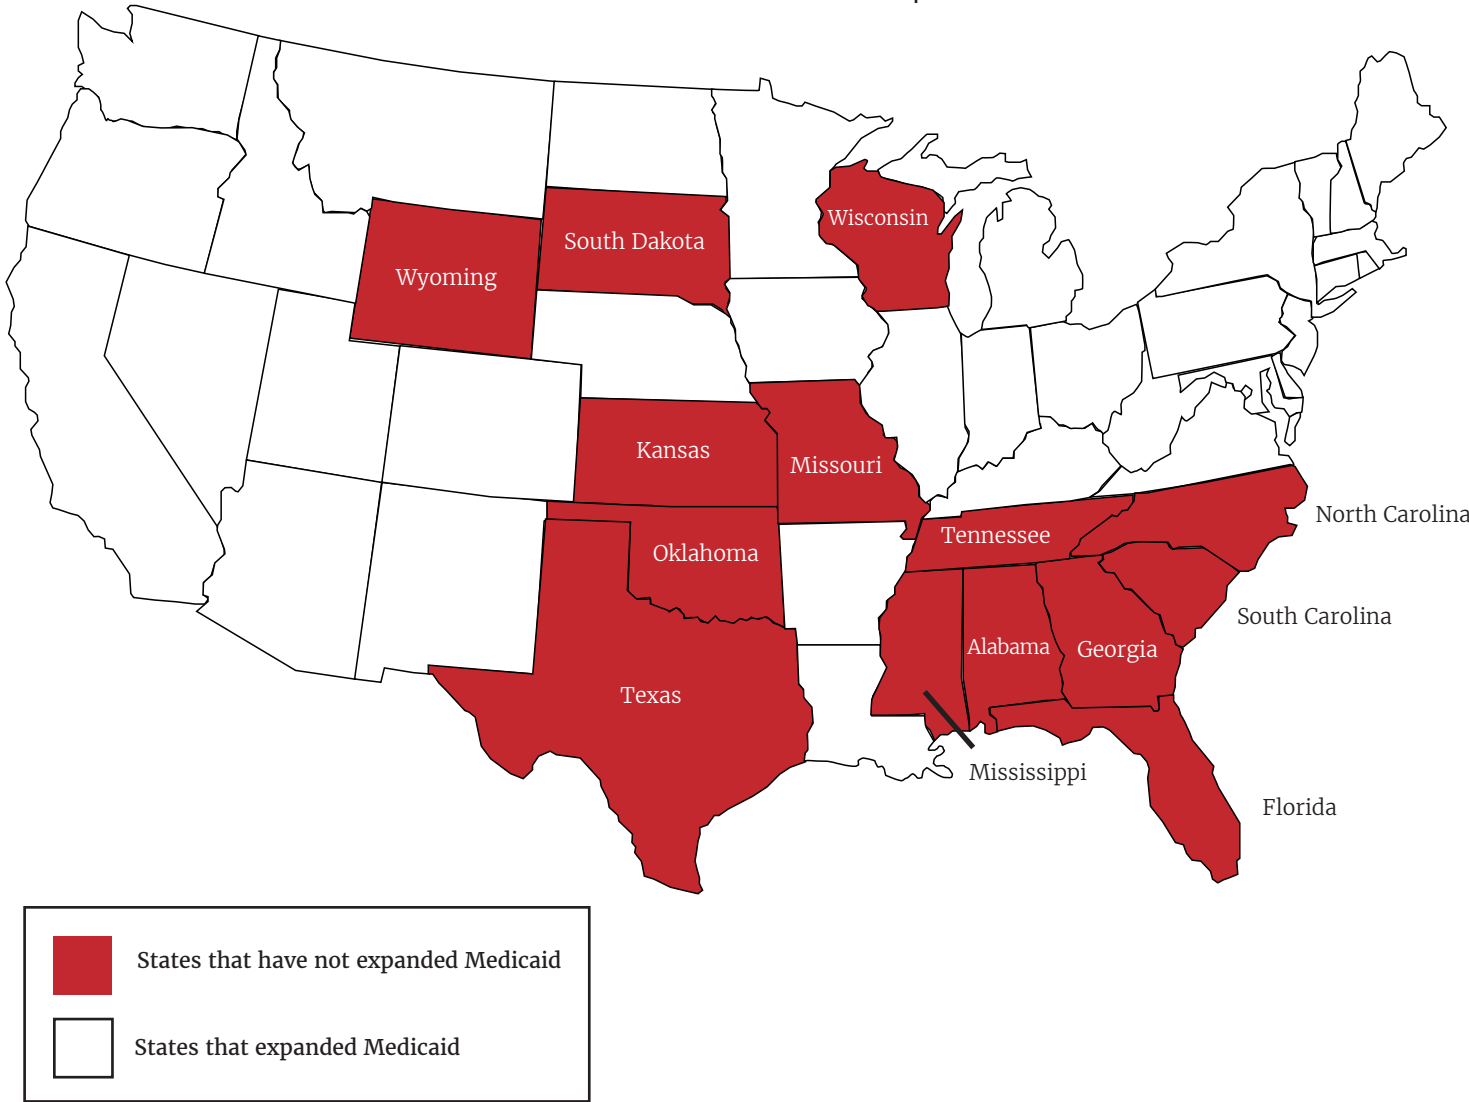 Wisconsin
South Dakota
Wyoming
Kansas
Missouri
North Carolina
Tennessee
Oklahoma
South Carolina
Alabama
Georgia
Texas
Mississippi
Florida
States that have not expanded Medicaid
States that expanded Medicaid